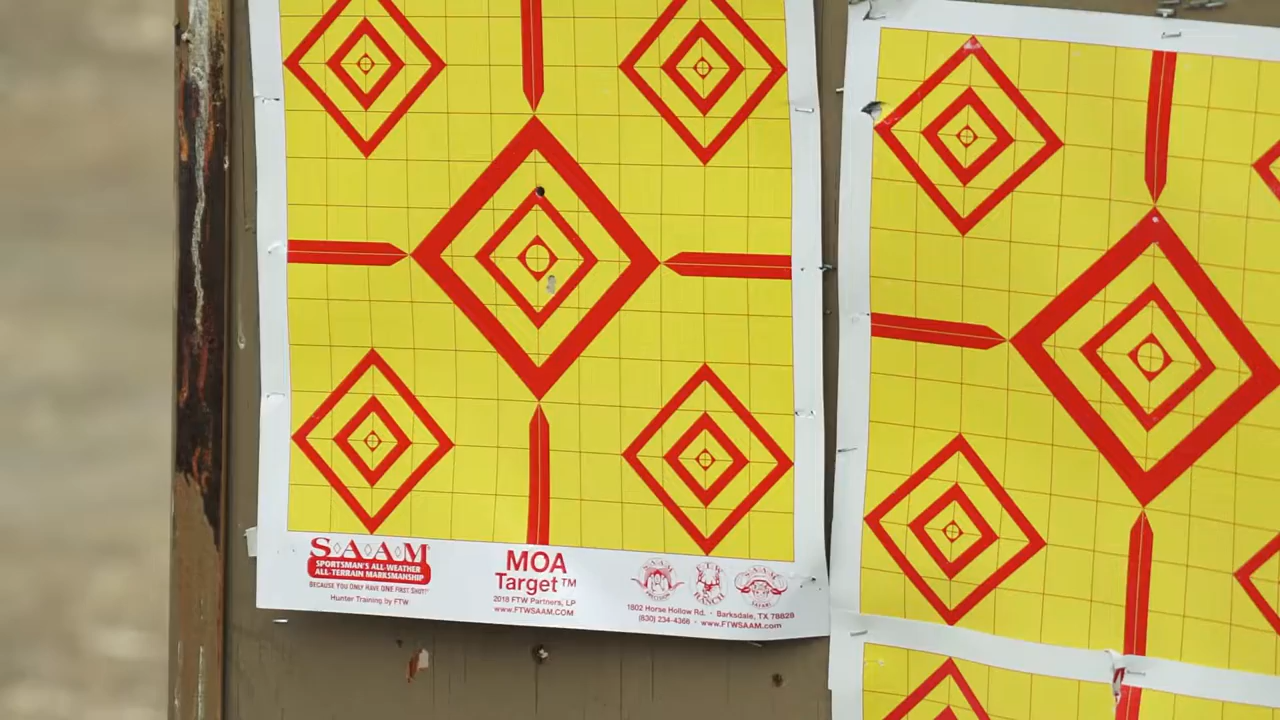 SAAM
SPORTSMAN'S ALL-WEATHER
ALL-TERRAIN MARKSMANSHIP
BECAUSE YOU ONLY HAVE ONE FIRST SHOT!
Hunter Training by FTW
MOA
Target™
2018 FTW Partners, LP
www.FTWSAAM.COM
1802 Horse Hollow Rd. · Barksdale, TX 78828
(830) 234-4366 · www.FTWSAAM.com